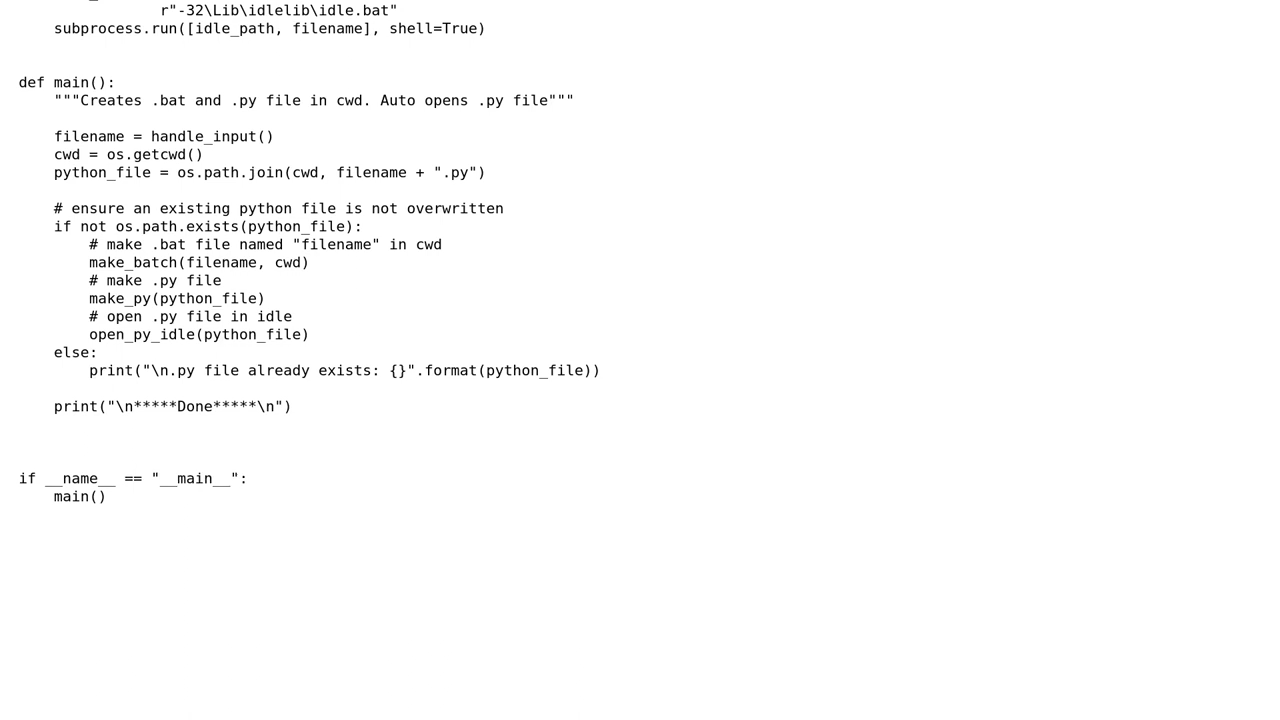 r"-32\Lib\idlelib\idle.bat"
    subprocess.run([idle_path, filename], shell=True)
def main():
    """Creates .bat and .py file in cwd. Auto opens .py file"""
    filename = handle_input()
    cwd = os.getcwd()
    python_file = os.path.join(cwd, filename + ".py")
    # ensure an existing python file is not overwritten
    if not os.path.exists(python_file):
        # make .bat file named "filename" in cwd
        make_batch(filename, cwd)
        # make .py file
        make_py(python_file)
        # open .py file in idle
        open_py_idle(python_file)
    else:
        print("\n.py file already exists: {}".format(python_file))
    print("\n*****Done*****\n")
if __name__ == "__main__":
    main()